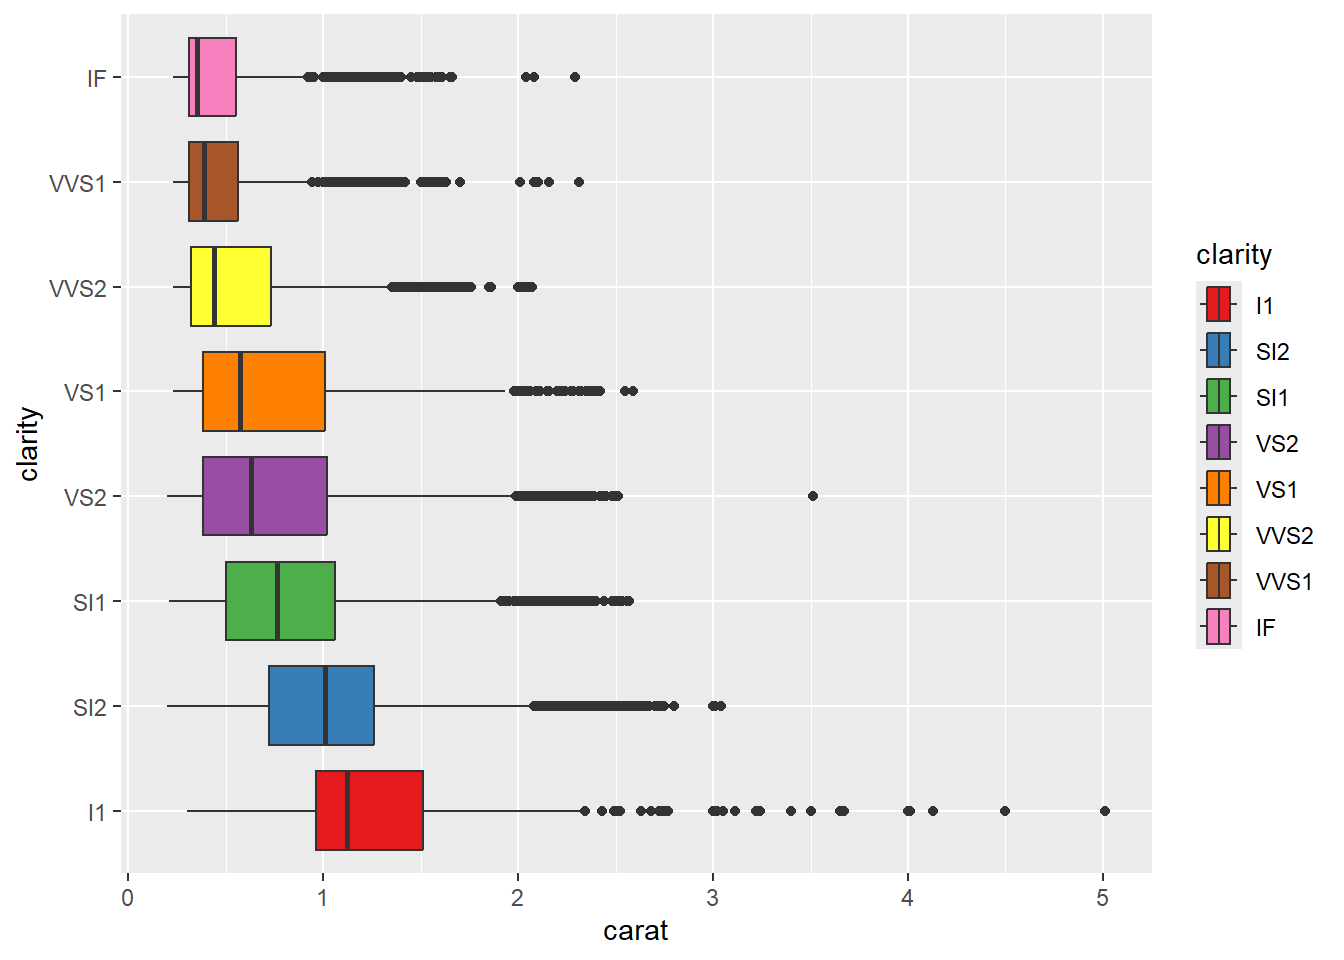 IF
VVS1
VVS2
VS1
VS2
SI1
SI2
I1
clarity
0 1 2 3 4 5
carat
clarity
I1
SI2
SI1
VS2
VS1
VVS2
VVS1
IF